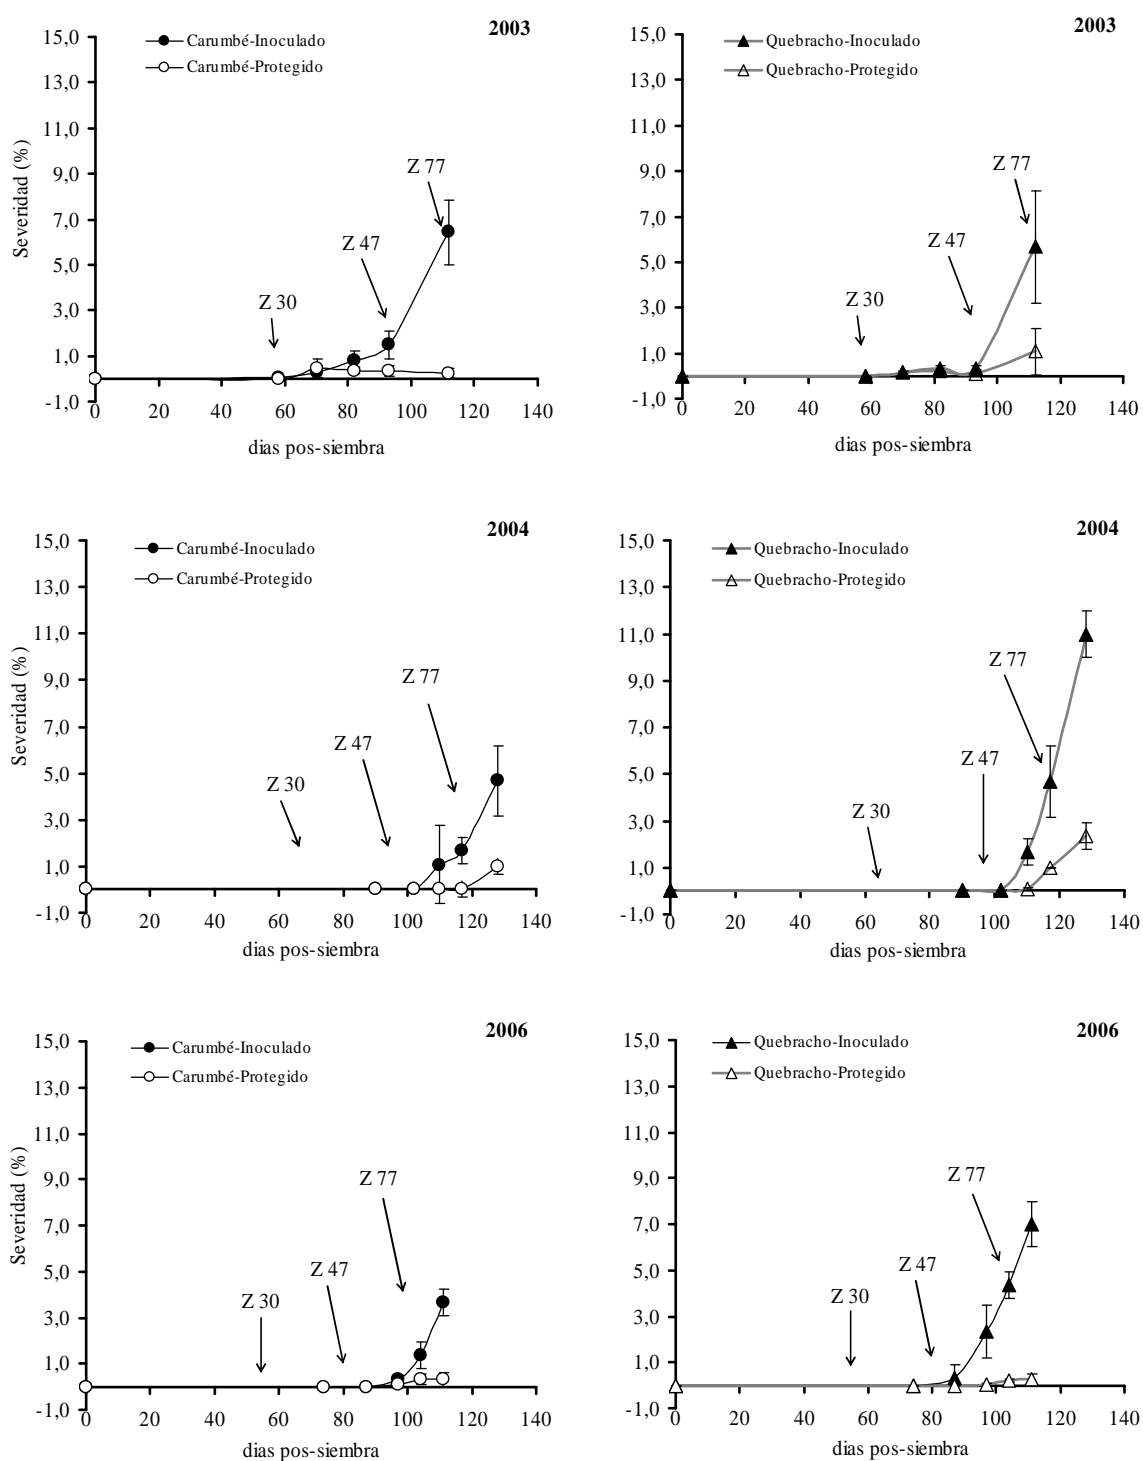 2003
Carumbé-Inoculado
Carumbé-Protegido
15,0
13,0
11,0
9,0
7,0
5,0
3,0
1,0
-1,0
Severidad (%)
Z 30
Z 47
Z 77
0 20 40 60 80 100 120 140
dias pos-siembra
2003
Quebracho-Inoculado
Quebracho-Protegido
15,0
13,0
11,0
9,0
7,0
5,0
3,0
1,0
-1,0
Z 30
Z 47
Z 77
0 20 40 60 80 100 120 140
dias pos-siembra
2004
Carumbé-Inoculado
Carumbé-Protegido
15,0
13,0
11,0
9,0
7,0
5,0
3,0
1,0
-1,0
Severidad (%)
Z 30
Z 47
Z 77
0 20 40 60 80 100 120 140
dias pos-siembra
2004
Quebracho-Inoculado
Quebracho-Protegido
15,0
13,0
11,0
9,0
7,0
5,0
3,0
1,0
-1,0
Z 30
Z 47
Z 77
0 20 40 60 80 100 120 140
dias pos-siembra
2006
Carumbé-Inoculado
Carumbé-Protegido
15,0
13,0
11,0
9,0
7,0
5,0
3,0
1,0
-1,0
Severidad (%)
Z 30
Z 47
Z 77
0 20 40 60 80 100 120 140
dias pos-siembra
2006
Quebracho-Inoculado
Quebracho-Protegido
15,0
13,0
11,0
9,0
7,0
5,0
3,0
1,0
-1,0
Z 30
Z 47
Z 77
0 20 40 60 80 100 120 140
dias pos-siembra